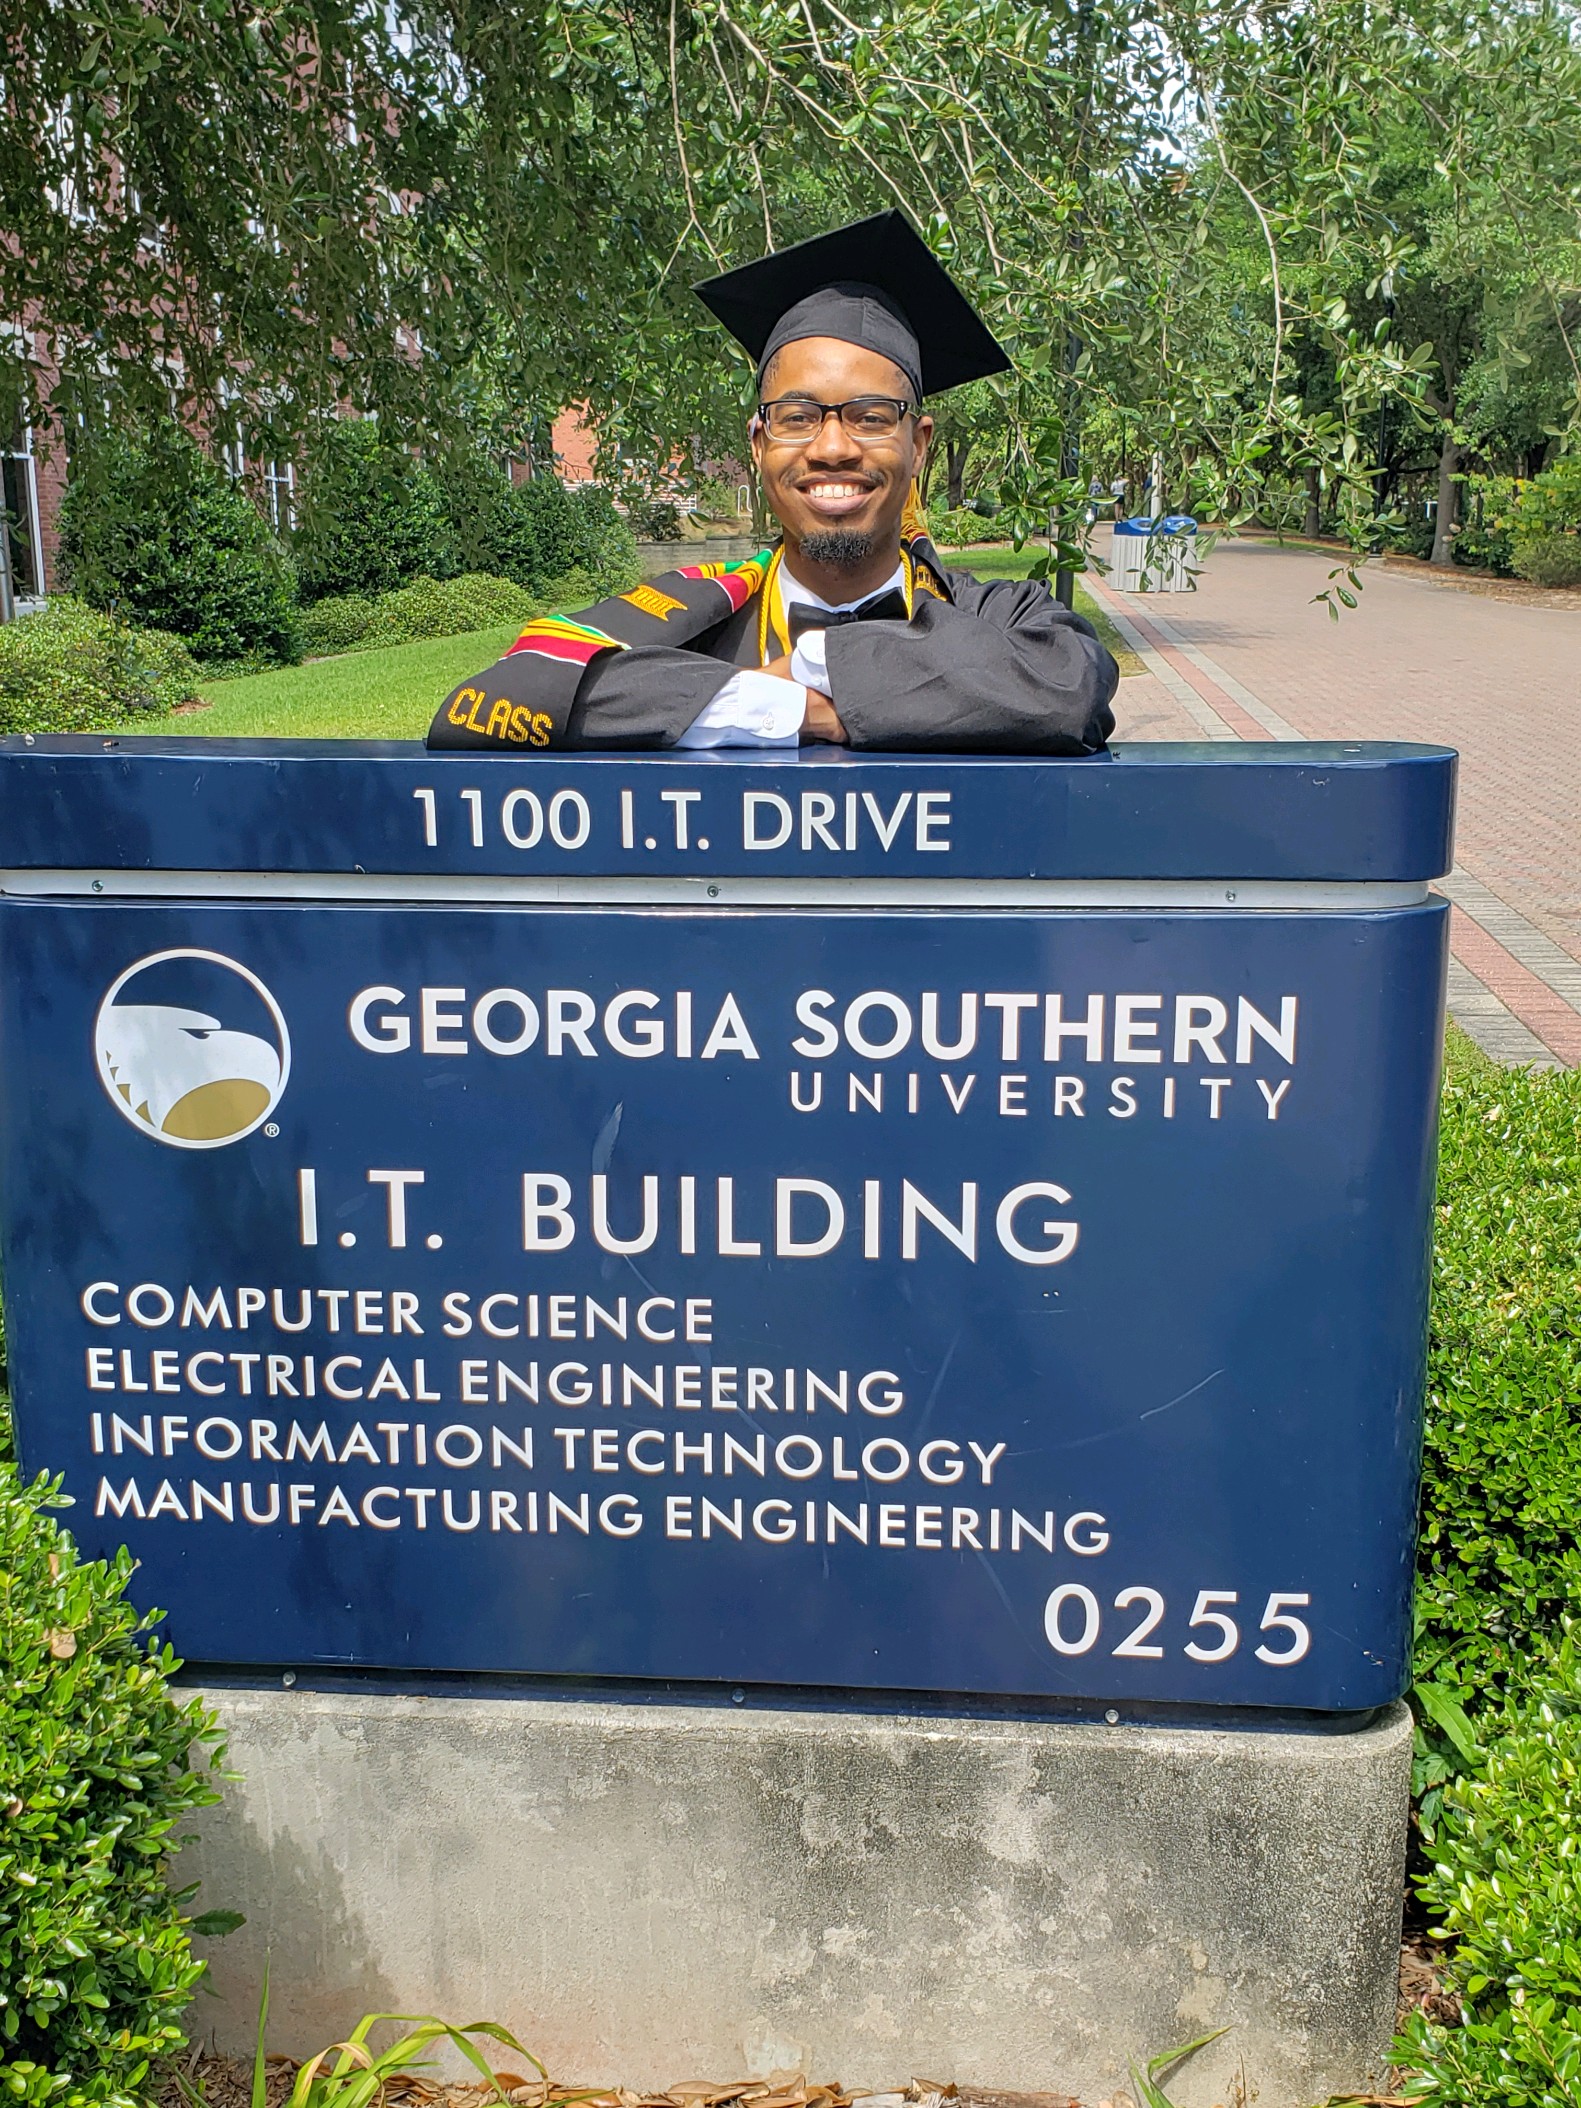 CLASS
1100 I.T. DRIVE
GEORGIA SOUTHERN
UNIVERSITY
®
I.T. BUILDING
COMPUTER SCIENCE
ELECTRICAL ENGINEERING
INFORMATION TECHNOLOGY
MANUFACTURING ENGINEERING
0255